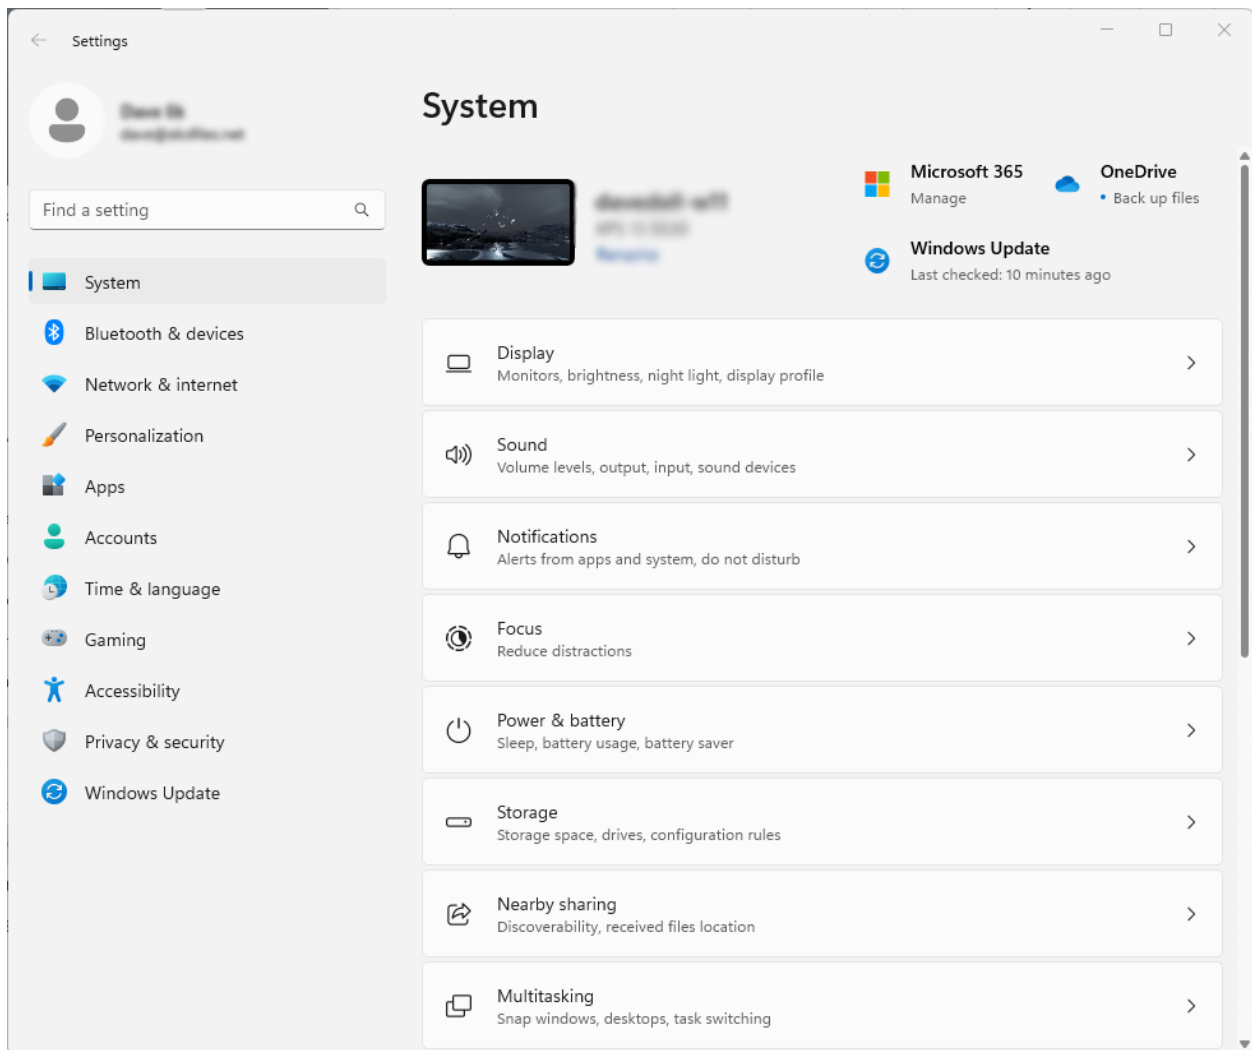 Settings
Find a setting
System
Bluetooth & devices
Network & internet
Personalization
Apps
Accounts
Time & language
Gaming
Accessibility
Privacy & security
Windows Update
System
Microsoft 365
Manage
OneDrive
• Back up files
Windows Update
Last checked: 10 minutes ago
Display
Monitors, brightness, night light, display profile
Sound
Volume levels, output, input, sound devices
Notifications
Alerts from apps and system, do not disturb
Focus
Reduce distractions
Power & battery
Sleep, battery usage, battery saver
Storage
Storage space, drives, configuration rules
Nearby sharing
Discoverability, received files location
Multitasking
Snap windows, desktops, task switching